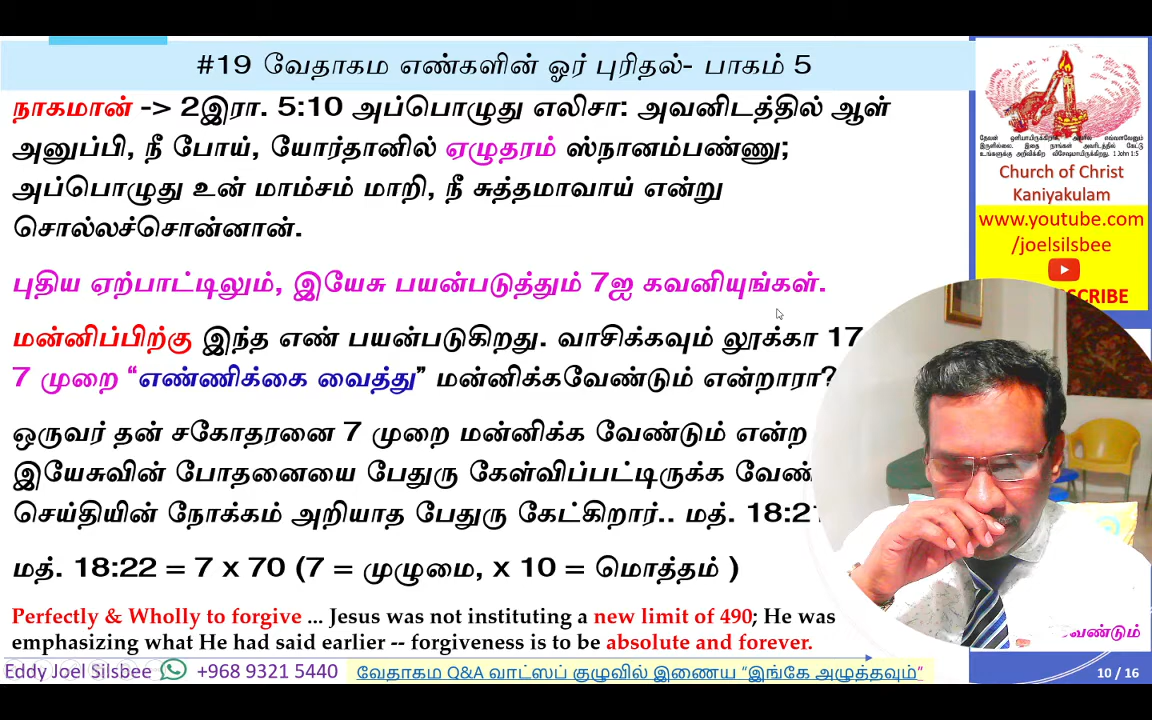 #19 வேதாகம எண்களின் ஓர் புரிதல்- பாகம் 5
நாகமான் -> 2இரா. 5:10 அப்பொழுது எலிசா: அவனிடத்தில் ஆள்
அனுப்பி, நீ போய், யோர்தானில் ஏழுதரம் ஸ்நானம்பண்ணு;
அப்பொழுது உன் மாம்சம் மாறி, நீ சுத்தமாவாய் என்று
சொல்லச்சொன்னான்.
புதிய ஏற்பாட்டிலும், இயேசு பயன்படுத்தும் 7ஐ கவனியுங்கள்.
மன்னிப்பிற்கு இந்த எண் பயன்படுகிறது. வாசிக்கவும் லூக்கா 17
7 முறை “எண்ணிக்கை வைத்து” மன்னிக்கவேண்டும் என்றாரா?
ஒருவர் தன் சகோதரனை 7 முறை மன்னிக்க வேண்டும் என்ற
இயேசுவின் போதனையை பேதுரு கேள்விப்பட்டிருக்க
செய்தியின் நோக்கம் அறியாத பேதுரு கேட்கிறார்.. மத். 18:21
மத். 18:22 = 7 x 70 (7 = முழுமை, x 10 = மொத்தம் )
Perfectly & Wholly to forgive ... Jesus was not instituting a new limit of 490; He was
emphasizing what He had said earlier -- forgiveness is to be absolute and forever.
வேண்டும்
Eddy Joel Silsbee +968 9321 5440 வேதாகம Q&A வாட்ஸப் குழுவில் இணைய “இங்கே அழுத்தவும்”
10 / 16
1 John 1:5
Church of Christ
Kaniyakulam
www.youtube.com
/joelsilsbee